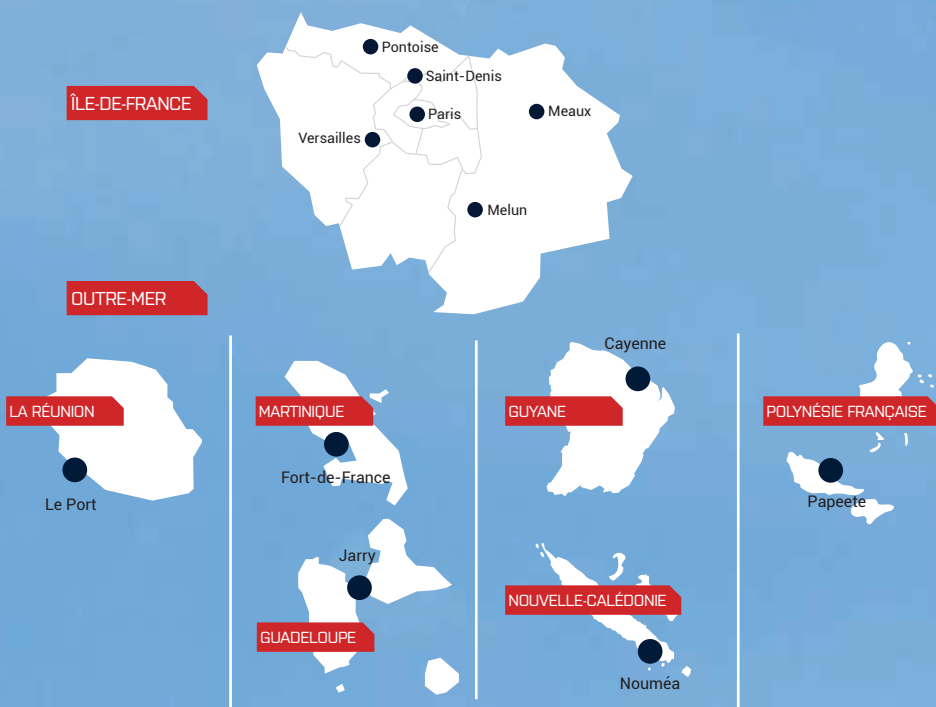 ÎLE-DE-FRANCE
Pontoise
Saint-Denis
Paris
Meaux
Versailles
Melun
OUTRE-MER
LA RÉUNION
Le Port
MARTINIQUE
Fort-de-France
Jarry
GUADELOUPE
Cayenne
GUYANE
NOUVELLE-CALÉDONIE
Nouméa
POLYNÉSIE FRANÇAISE
Papeete